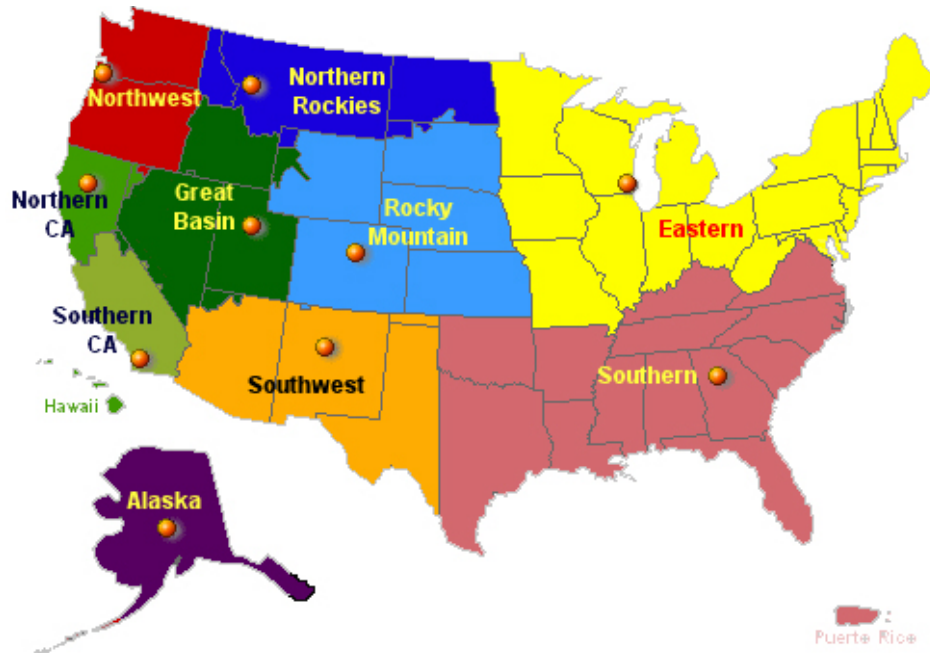 Northern
Rockies
Northwest
Great
Basin
Northern
CA
Rocky
Mountain
Eastern
Southern
CA
Southwest
Southern
Hawaii
Alaska
Puerto Rico